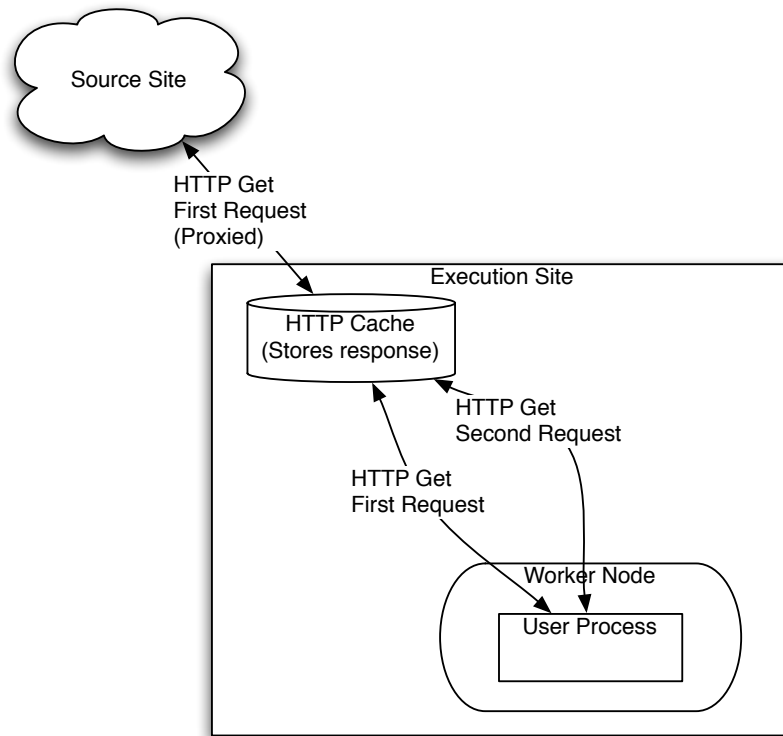 Source Site
HTTP Get
First Request
(Proxied)
Execution Site
HTTP Cache
(Stores response)
HTTP Get
Second Request
HTTP Get
First Request
Worker Node
User Process